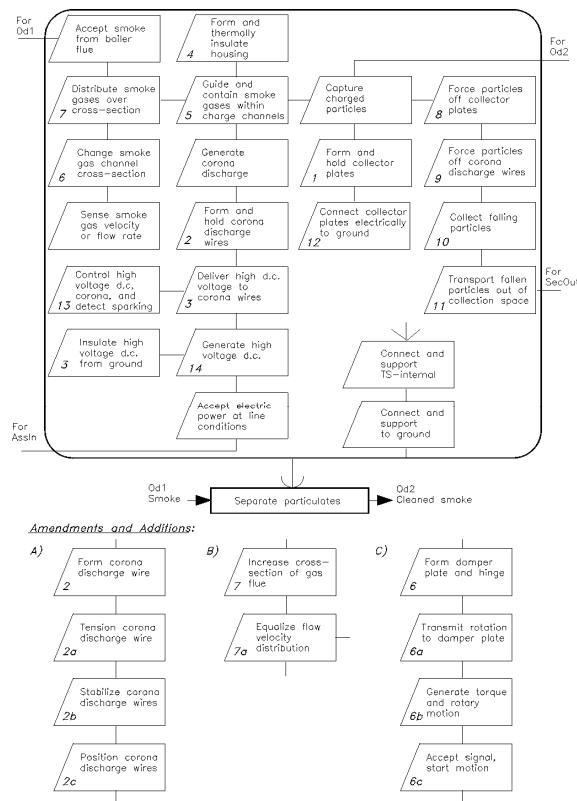 For
Od1
Accept smoke
from boiler
flue
Form and
thermally
insulate
housing
4
For
Od2
Distribute smoke
gases over
cross-section
7
Guide and
contain smoke
gases within
charge channels
5
Capture
charged
particles
Force particles
off collector
plates
8
Change smoke
gas channel
cross-section
6
Generate
corona
discharge
Form and
hold collector
plates
1
Force particles
off corona
discharge wires
9
Sense smoke
gas velocity
or flow rate
Form and
hold corona
discharge
wires
2
Connect collector
plates electrically
to ground
12
Collect falling
particles
10
Control high
voltage d.c,
corona, and
detect sparking
13
Deliver high d.c.
voltage to
corona wires
3
Transport fallen
particles out of
collection space
11
For
SecOut
Insulate high
voltage d.c.
from ground
3
Generate high
voltage d.c.
14
Connect and
support
TS-internal
Accept electric
power at line
conditions
Connect and
support
to ground
For
AssIn
Od1
Smoke
Separate particulates
Od2
Cleaned smoke
Amendments and Additions:
A)
Form corona
discharge wire
2
Tension corona
discharge wire
2a
Stabilize corona
discharge wires
2b
Position corona
discharge wires
2c
B)
Increase cross-
section of gas
flue
7
Equalize flow
velocity
distribution
7a
C)
Form damper
plate and hinge
6
Transmit rotation
to damper plate
6a
Generate torque
and rotary
motion
6b
Accept signal,
start motion
6c